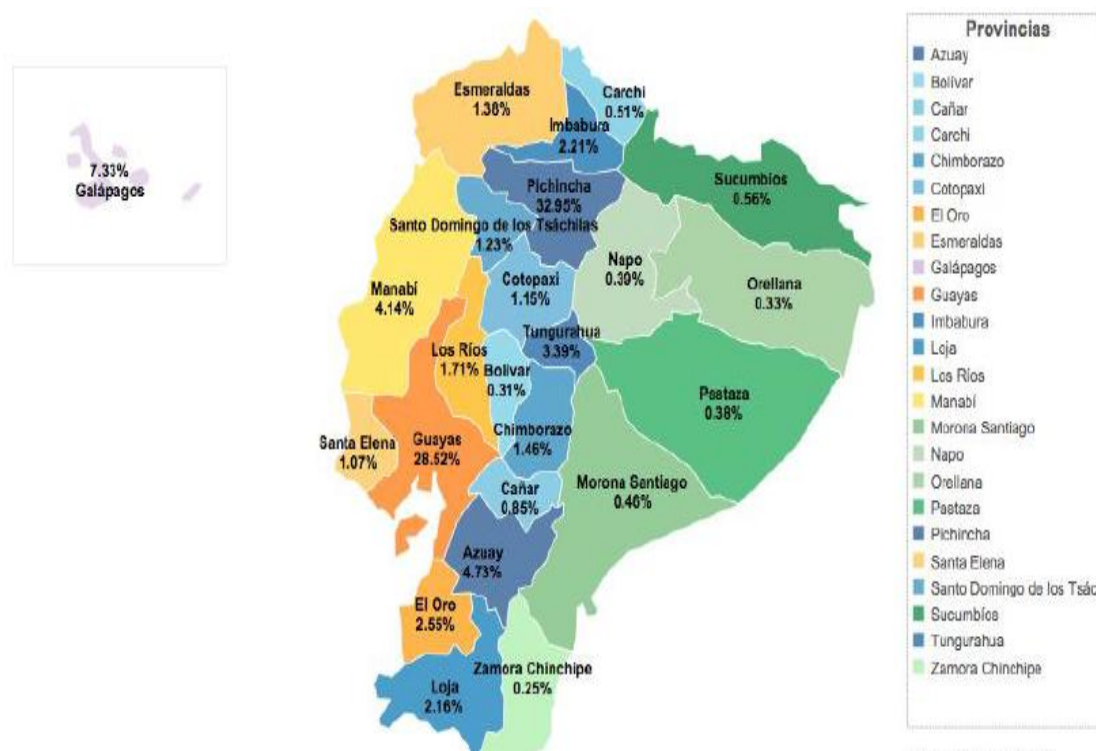 Esmeraldas
1.38%
Carchi
0.51%
Imbabura
2.21%
7.33%
Galápagos
Pichincha
32.95%
Sucumbíos
0.56%
Santo Domingo de los Tsáchilas
1.23%
Napo
0.39%
Cotopaxi
1.15%
Orellana
0.33%
Manabí
4.14%
Tungurahua
3.39%
Los Ríos
1.71%
Bolívar
0.31%
Pastaza
0.38%
Chimborazo
1.46%
Santa Elena
1.07%
Guayas
28.52%
Cañar
0.85%
Morona Santiago
0.46%
Azuay
4.73%
El Oro
2.55%
Zamora Chinchipe
0.25%
Loja
2.16%
Provincias
Azuay
Bolívar
Cañar
Carchi
Chimborazo
Cotopaxi
El Oro
Esmeraldas
Galápagos
Guayas
Imbabura
Loja
Los Ríos
Manabí
Morona Santiago
Napo
Orellana
Pastaza
Pichincha
Santa Elena
Santo Domingo de los Tsác
Sucumbíos
Tungurahua
Zamora Chinchipe